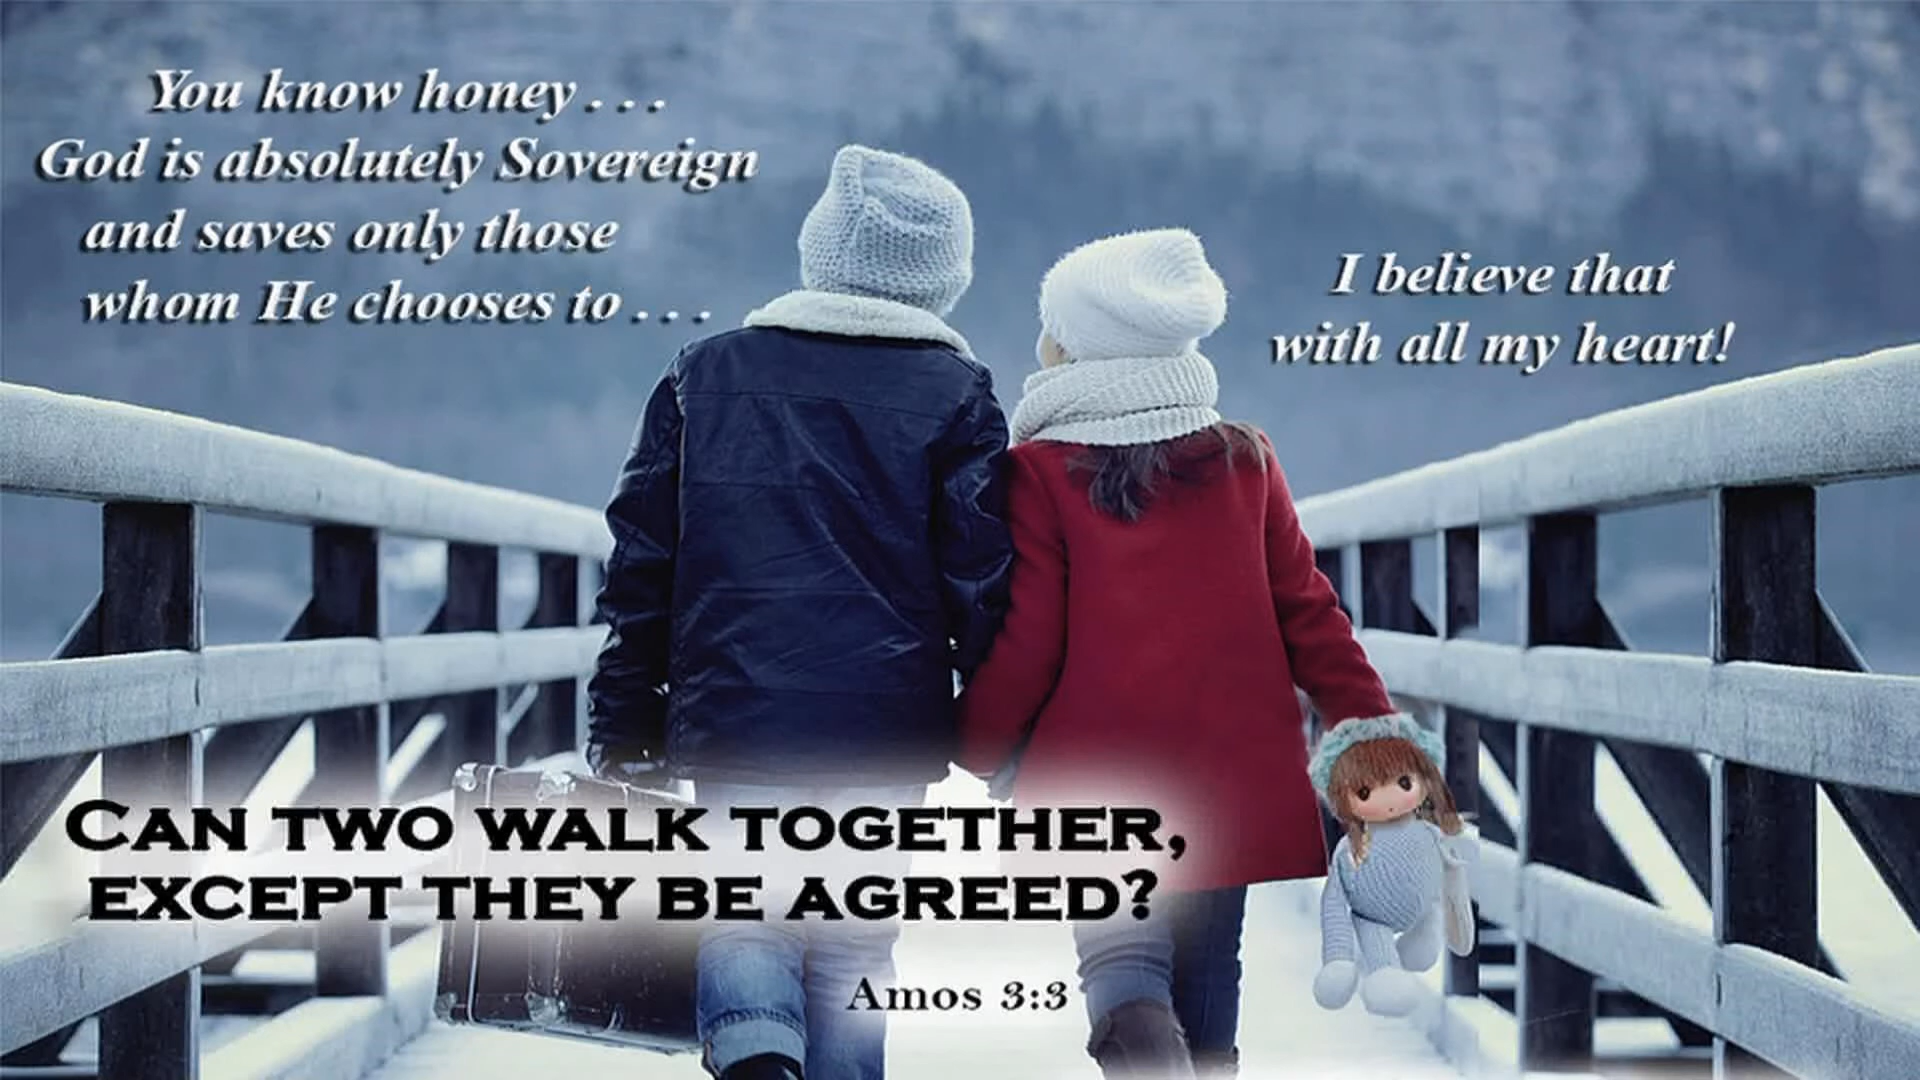 You know honey . . .
God is absolutely Sovereign
and saves only those
whom He chooses to . . .
I believe that
with all my heart!
CAN TWO WALK TOGETHER,
EXCEPT THEY BE AGREED?
Amos 3:3